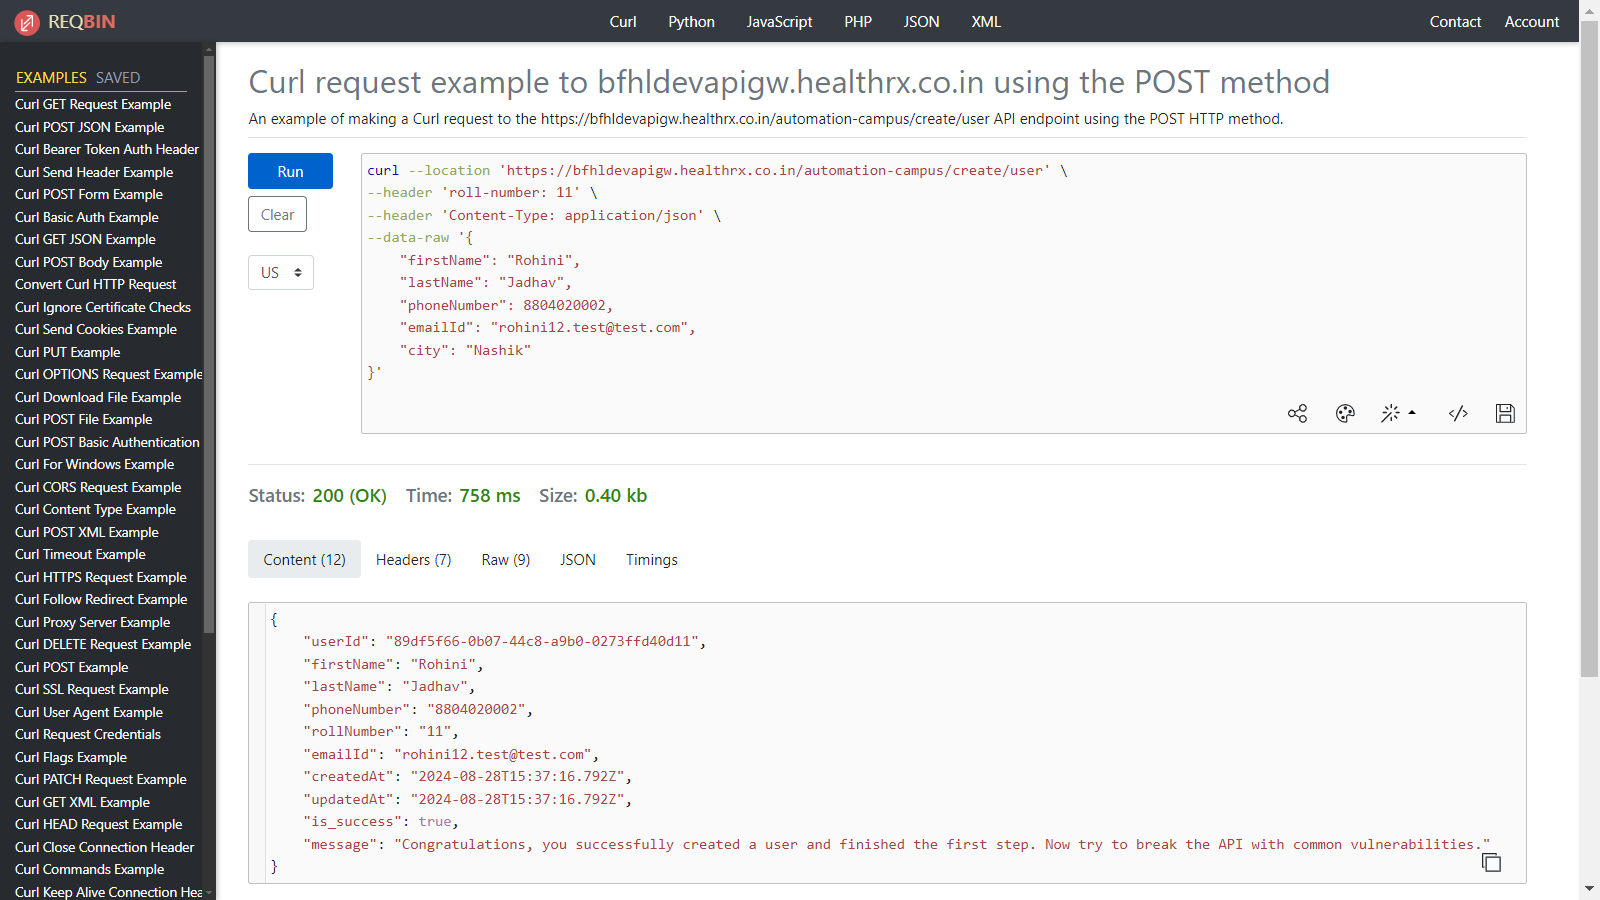 REQBIN
Curl Python JavaScript PHP JSON XML
Contact Account
EXAMPLES SAVED
Curl GET Request Example
Curl POST JSON Example
Curl Bearer Token Auth Header
Curl Send Header Example
Curl POST Form Example
Curl Basic Auth Example
Curl GET JSON Example
Curl POST Body Example
Convert Curl HTTP Request
Curl Ignore Certificate Checks
Curl Send Cookies Example
Curl PUT Example
Curl OPTIONS Request Example
Curl Download File Example
Curl POST File Example
Curl POST Basic Authentication
Curl For Windows Example
Curl CORS Request Example
Curl Content Type Example
Curl POST XML Example
Curl Timeout Example
Curl HTTPS Request Example
Curl Follow Redirect Example
Curl Proxy Server Example
Curl DELETE Request Example
Curl POST Example
Curl SSL Request Example
Curl User Agent Example
Curl Request Credentials
Curl Flags Example
Curl PATCH Request Example
Curl GET XML Example
Curl HEAD Request Example
Curl Close Connection Header
Curl Commands Example
Curl Keep Alive Connection Hea
Curl request example to bfhldevapigw.healthrx.co.in using the POST method
An example of making a Curl request to the https://bfhldevapigw.healthrx.co.in/automation-campus/create/user API endpoint using the POST HTTP method.
Run
Clear
US
curl --location 'https://bfhldevapigw.healthrx.co.in/automation-campus/create/user' \
--header 'roll-number: 11' \
--header 'Content-Type: application/json' \
--data-raw '{
"firstName": "Rohini",
"lastName": "Jadhav",
"phoneNumber": 8804020002,
"emailId": "rohini12.test@test.com",
"city": "Nashik"
}'
Status: 200 (OK) Time: 758 ms Size: 0.40 kb
Content (12) Headers (7) Raw (9) JSON Timings
{
"userId": "89df5f66-0b07-44c8-a9b0-0273ffd40d11",
"firstName": "Rohini",
"lastName": "Jadhav",
"phoneNumber": "8804020002",
"rollNumber": "11",
"emailId": "rohini12.test@test.com",
"createdAt": "2024-08-28T15:37:16.792Z",
"updatedAt": "2024-08-28T15:37:16.792Z",
"is_success": true,
"message": "Congratulations, you successfully created a user and finished the first step. Now try to break the API with common vulnerabilities."
}